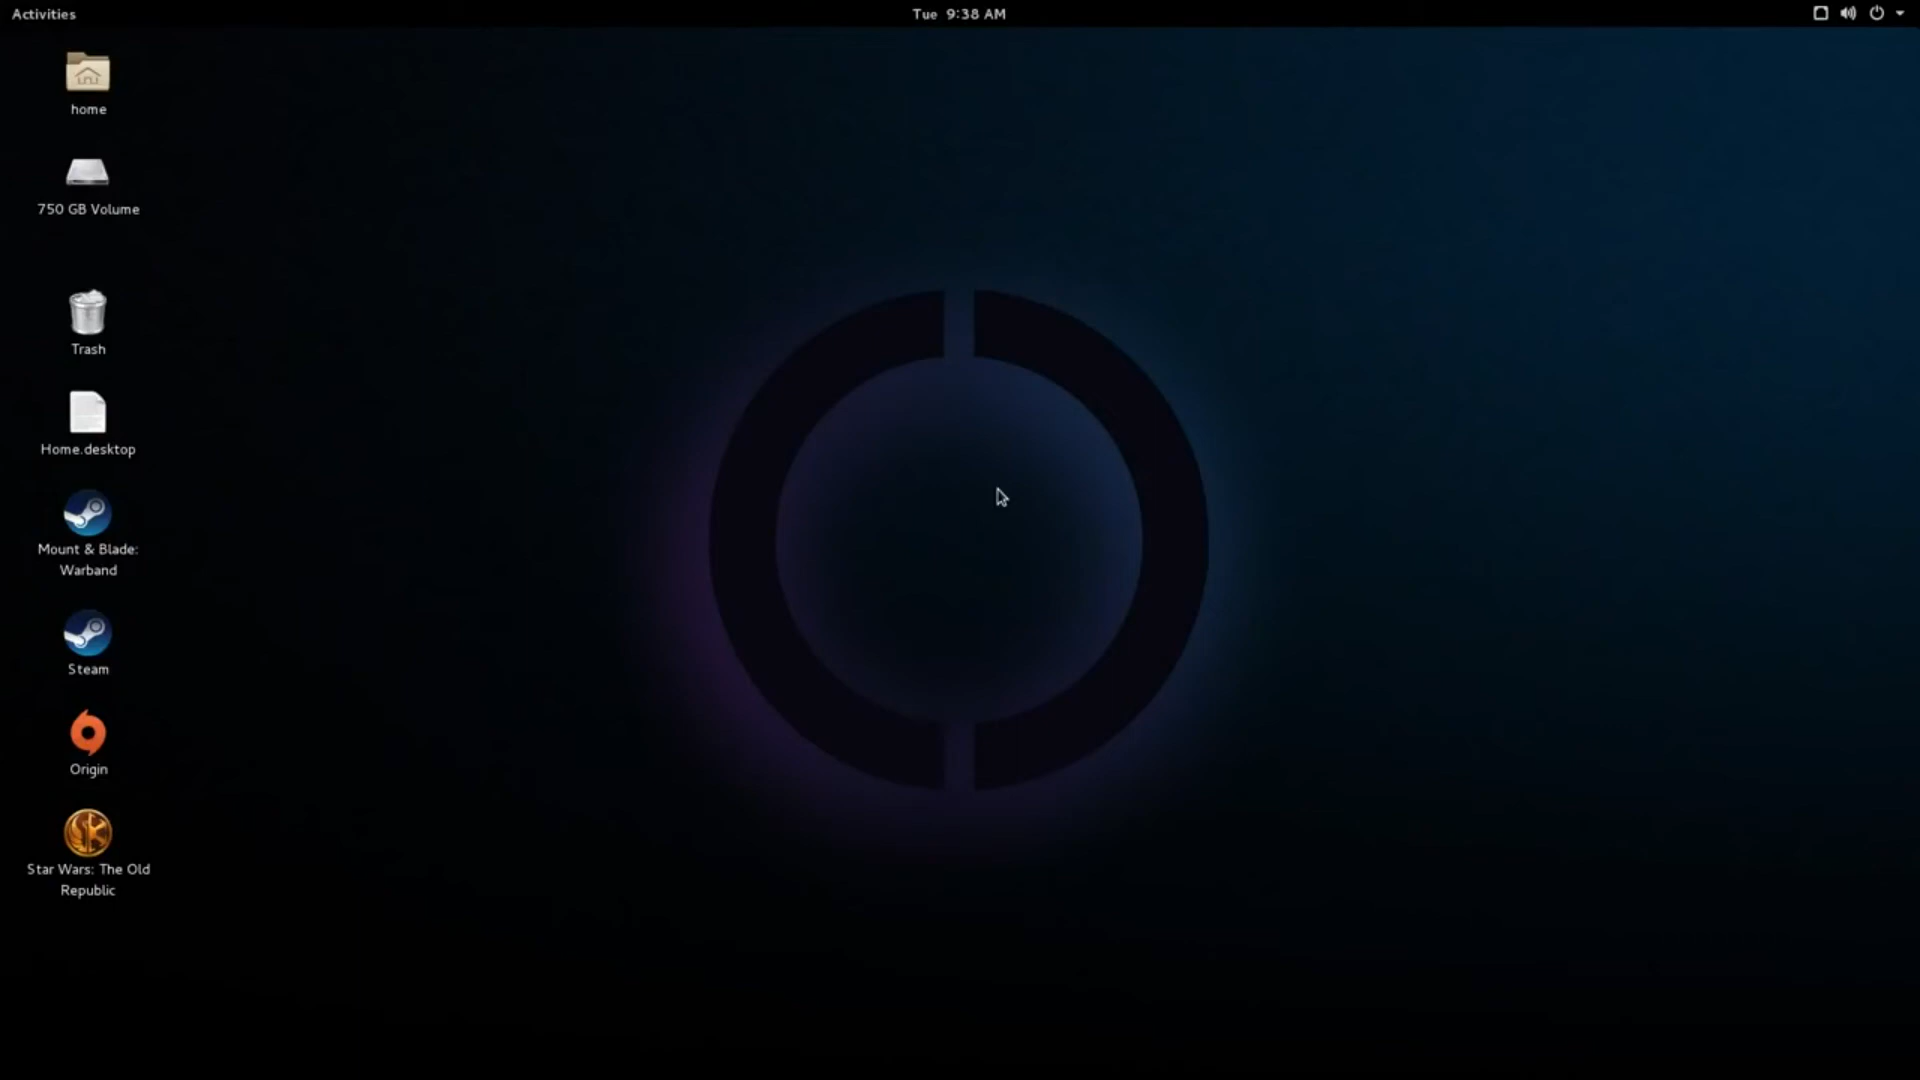 Activities
Tue 9:38 AM
home
750 GB Volume
Trash
Home.desktop
Mount & Blade:
Warband
Steam
Origin
Star Wars: The Old
Republic